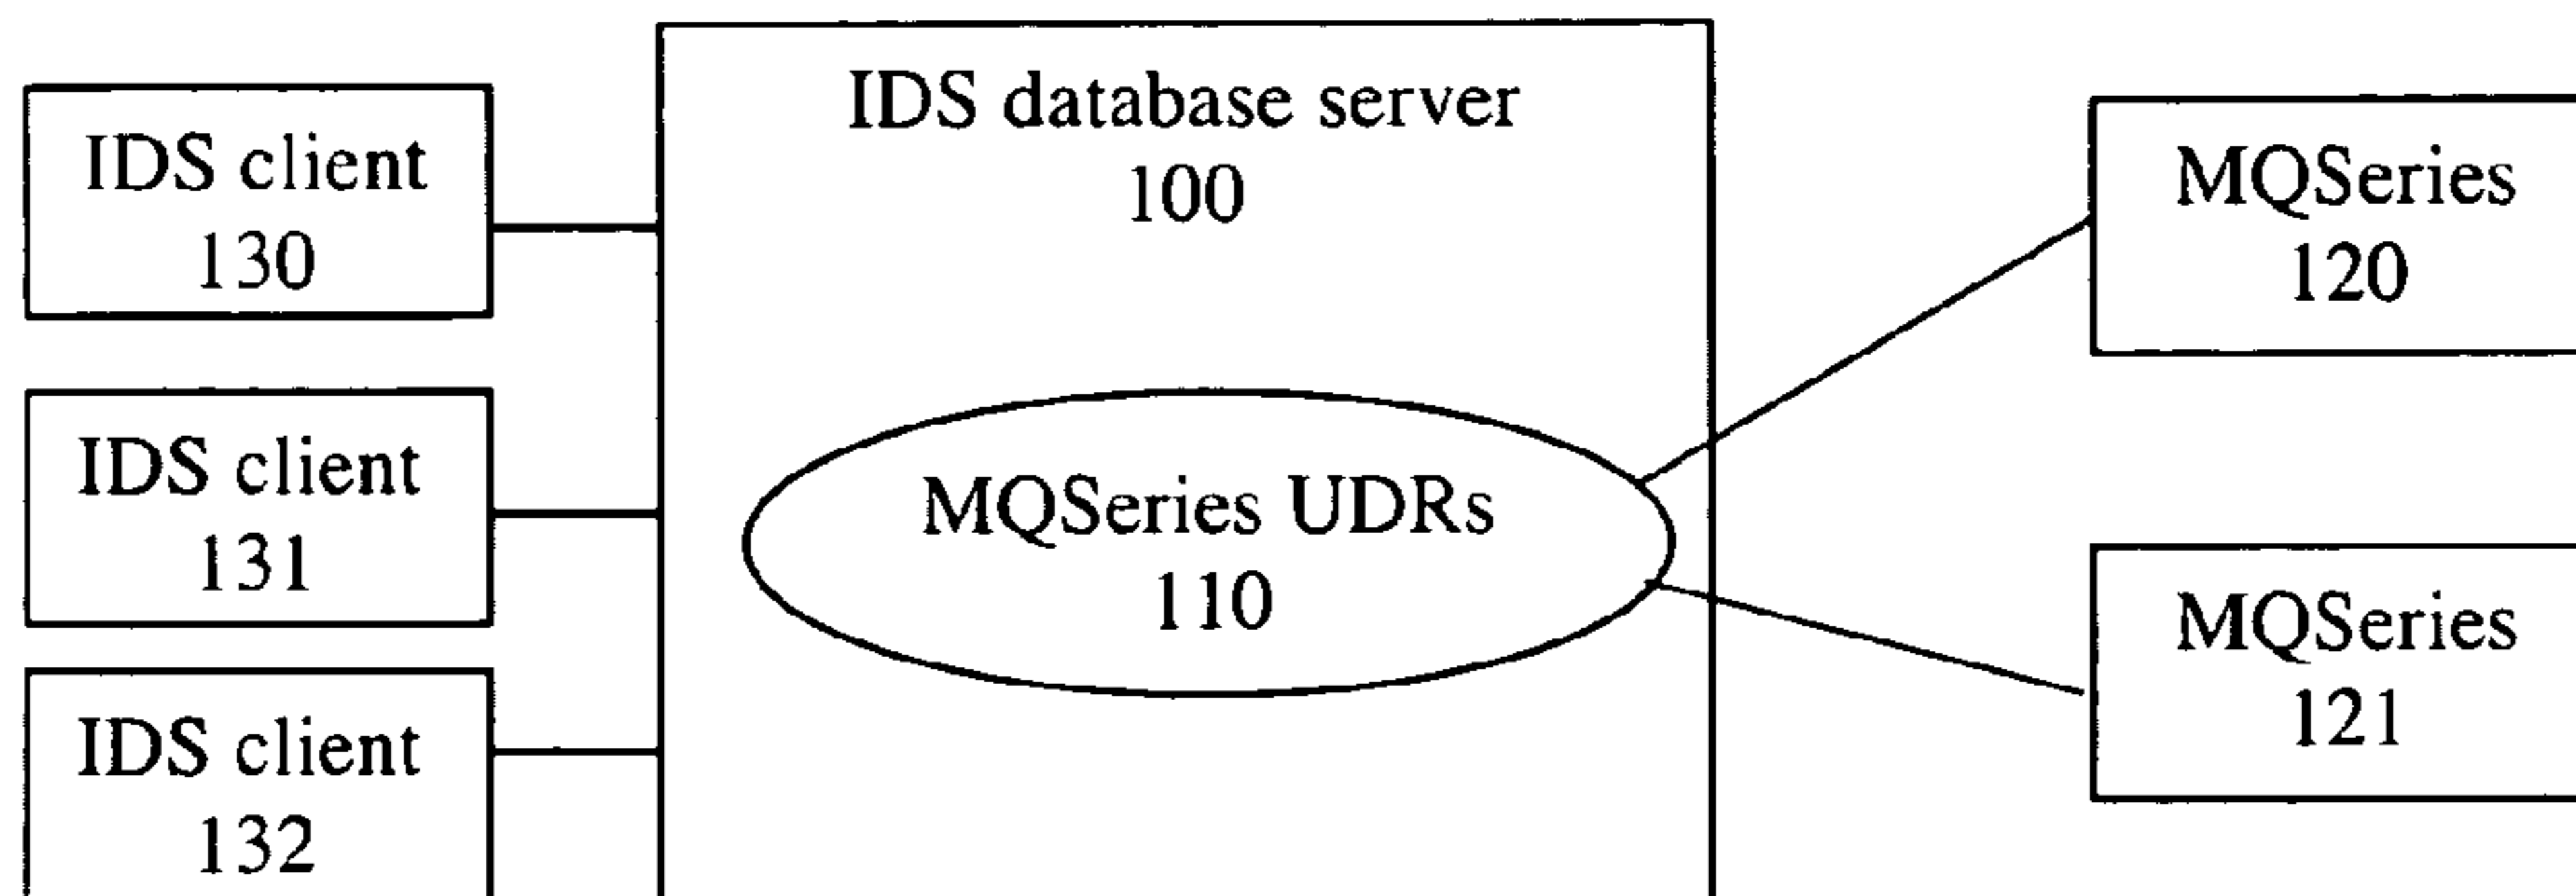 IDS client
130
IDS client
131
IDS client
132
IDS database server
100
MQSeries UDRs
110
MQSeries
120
MQSeries
121